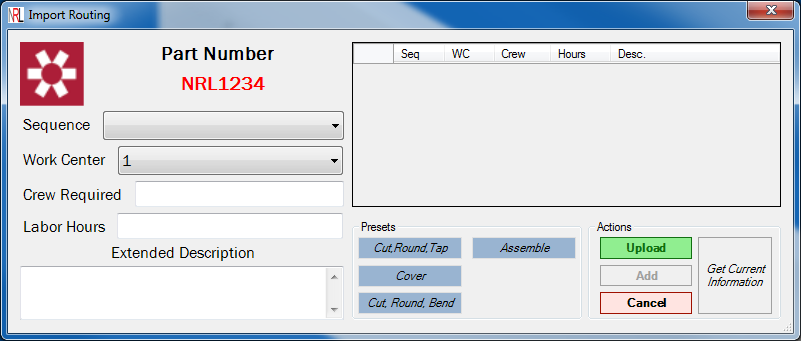 NRL Import Routing
Part Number
NRL1234
Sequence
Work Center 1
Crew Required
Labor Hours
Extended Description
Seq WC Crew Hours Desc.
Presets
Cut,Round,Tap Assemble
Cover
Cut, Round, Bend
Actions
Upload
Add
Cancel
Get Current
Information